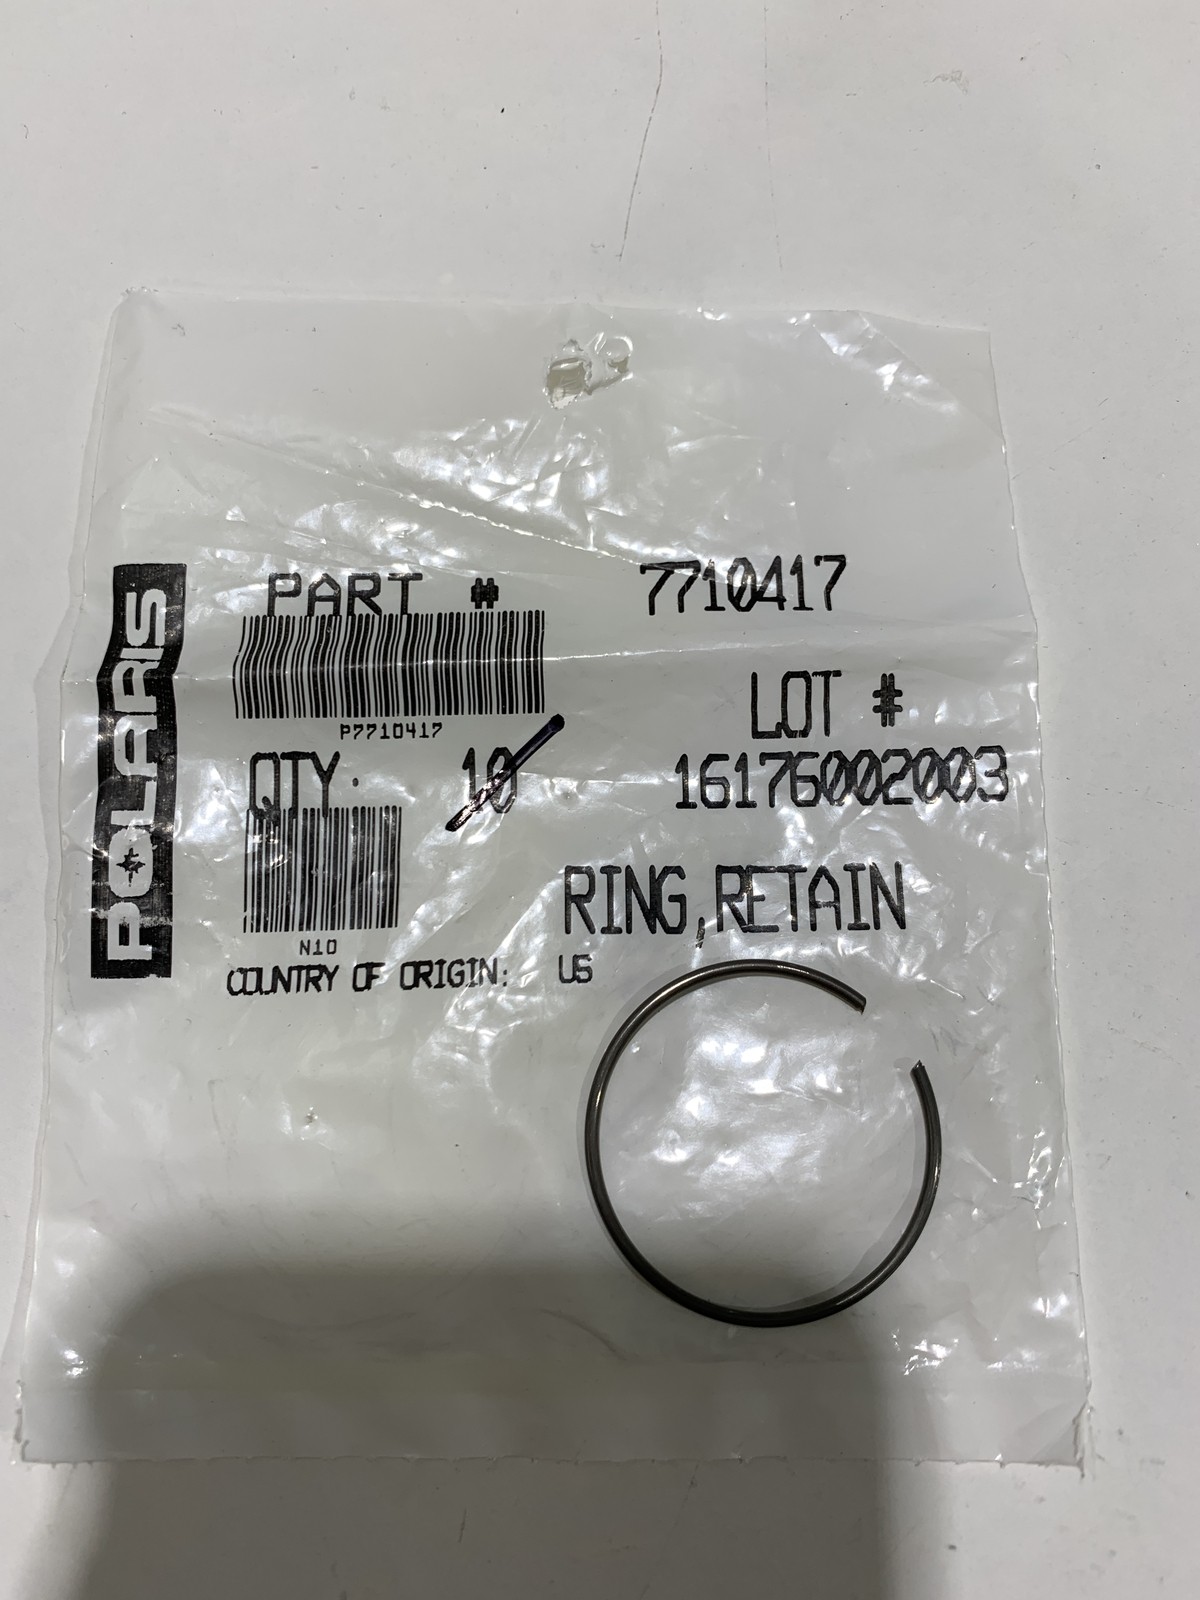 POLARIS
PART # 7710417
P7710417
LOT #
QTY. 10
16176002003
RING,RETAIN
N10
COUNTRY OF ORIGIN: US